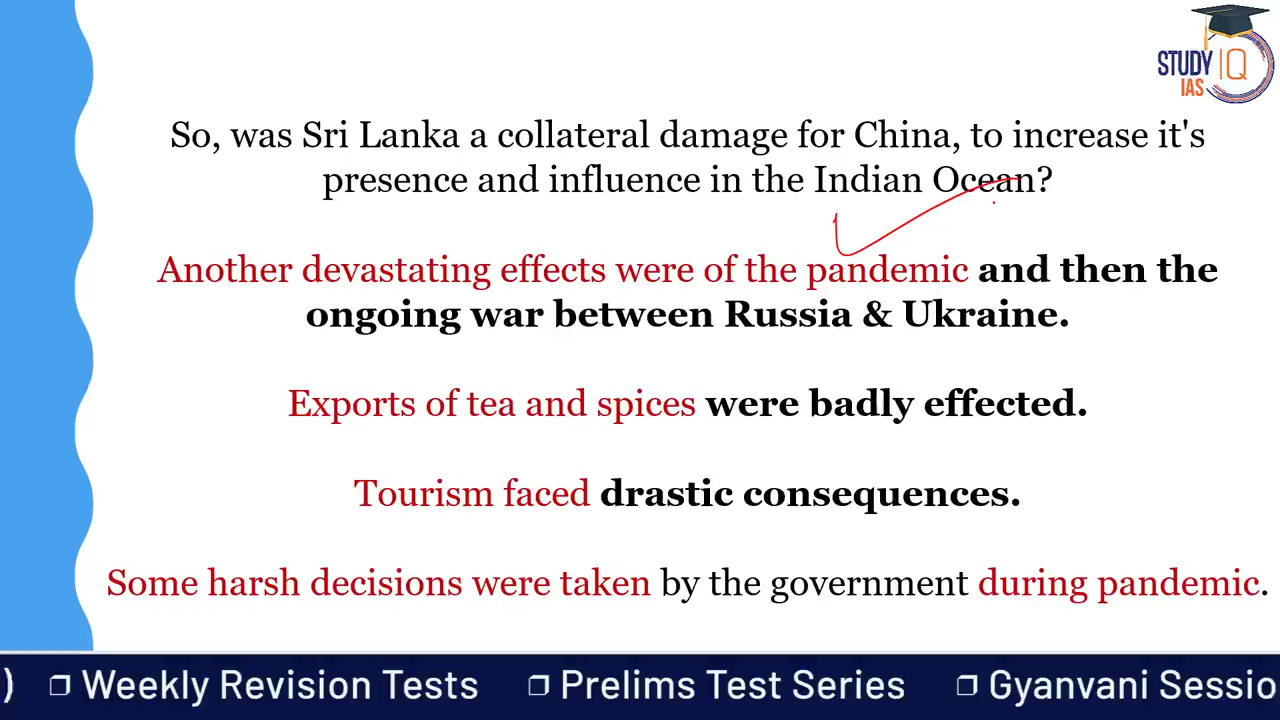 STUDY IQ
IAS
So, was Sri Lanka a collateral damage for China, to increase it's
presence and influence in the Indian Ocean?
Another devastating effects were of the pandemic and then the
ongoing war between Russia & Ukraine.
Exports of tea and spices were badly effected.
Tourism faced drastic consequences.
Some harsh decisions were taken by the government during pandemic.
) ❐ Weekly Revision Tests ❐ Prelims Test Series ❐ Gyanvani Sessio